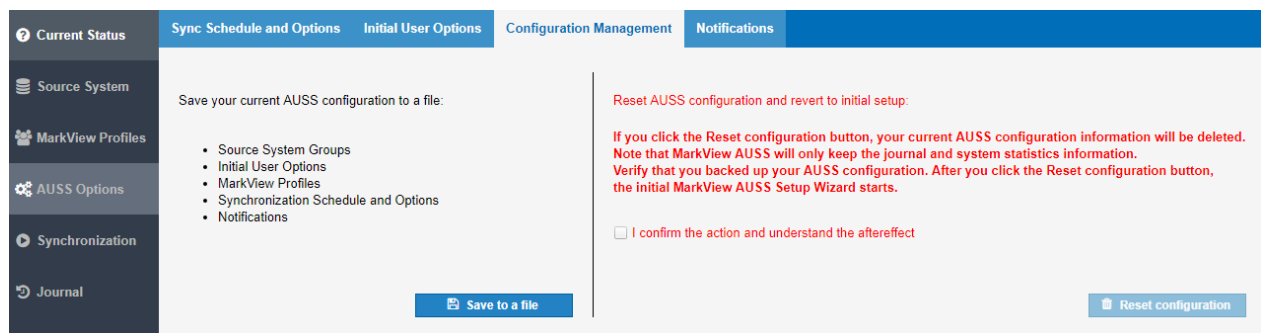 Current Status
Source System
MarkView Profiles
AUSS Options
Synchronization
Journal
Sync Schedule and Options
Initial User Options
Configuration Management
Notifications
Save your current AUSS configuration to a file:
• Source System Groups
• Initial User Options
• MarkView Profiles
• Synchronization Schedule and Options
• Notifications
Save to a file
Reset AUSS configuration and revert to initial setup:
If you click the Reset configuration button, your current AUSS configuration information will be deleted.
Note that MarkView AUSS will only keep the journal and system statistics information.
Verify that you backed up your AUSS configuration. After you click the Reset configuration button,
the initial MarkView AUSS Setup Wizard starts.
I confirm the action and understand the aftereffect
Reset configuration